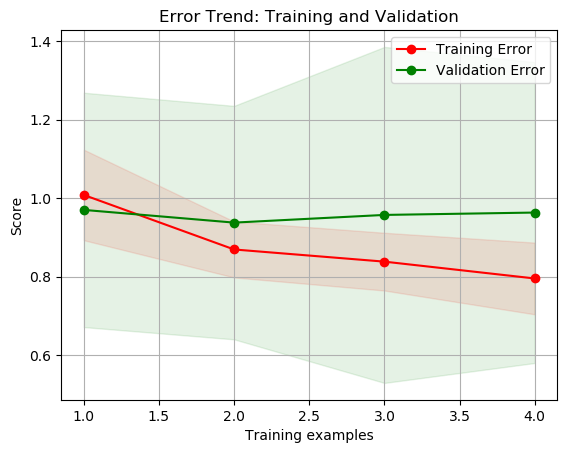 Error Trend: Training and Validation
1.4
1.2
1.0
0.8
0.6
Score
Training Error
Validation Error
1.0 1.5 2.0 2.5 3.0 3.5 4.0
Training examples